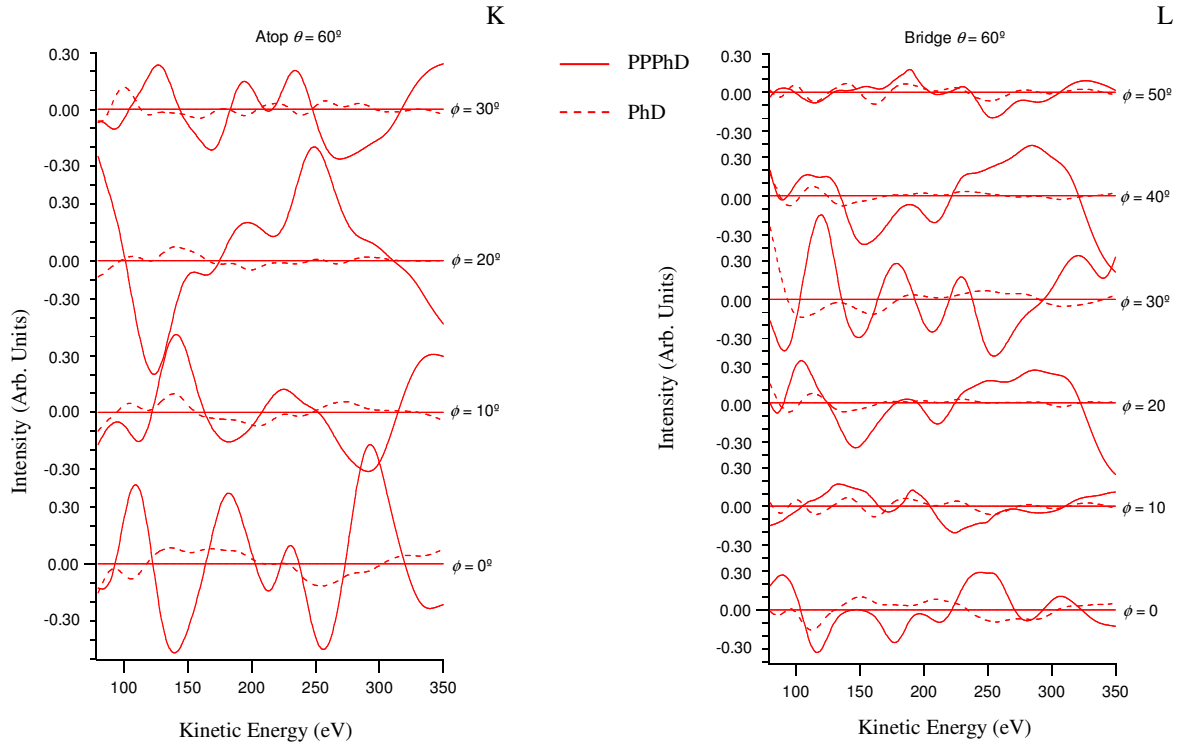 K
Atop θ = 60º
0.30
0.00
-0.30
0.30
0.00
-0.30
0.30
0.00
-0.30
0.30
0.00
-0.30
ϕ = 30º
ϕ = 20º
ϕ = 10º
ϕ = 0º
Intensity (Arb. Units)
100 150 200 250 300 350
Kinetic Energy (eV)
PPPhD
PhD
L
Bridge θ = 60º
0.30
0.00
-0.30
0.30
0.00
-0.30
0.30
0.00
-0.30
0.30
0.00
-0.30
0.30
0.00
-0.30
0.30
0.00
-0.30
ϕ = 50º
ϕ = 40º
ϕ = 30º
ϕ = 20
ϕ = 10
ϕ = 0
Intensity (Arb. Units)
100 150 200 250 300 350
Kinetic Energy (eV)